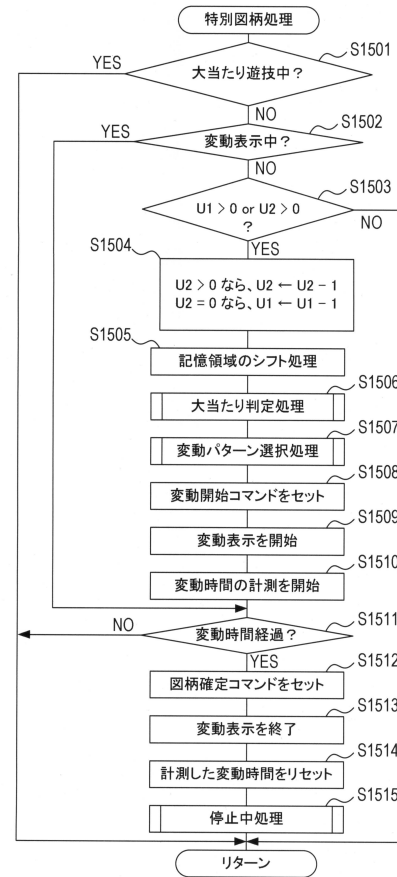 特別図柄処理
S1501
YES
大当たり遊技中？
NO
S1502
YES
変動表示中？
NO
S1503
U1 > 0 or U2 > 0
？
NO
YES
S1504
U2 > 0 なら、U2 ← U2 − 1
U2 = 0 なら、U1 ← U1 − 1
S1505
記憶領域のシフト処理
S1506
大当たり判定処理
S1507
変動パターン選択処理
S1508
変動開始コマンドをセット
S1509
変動表示を開始
S1510
変動時間の計測を開始
S1511
NO
変動時間経過？
YES
S1512
図柄確定コマンドをセット
S1513
変動表示を終了
S1514
計測した変動時間をリセット
S1515
停止中処理
リターン